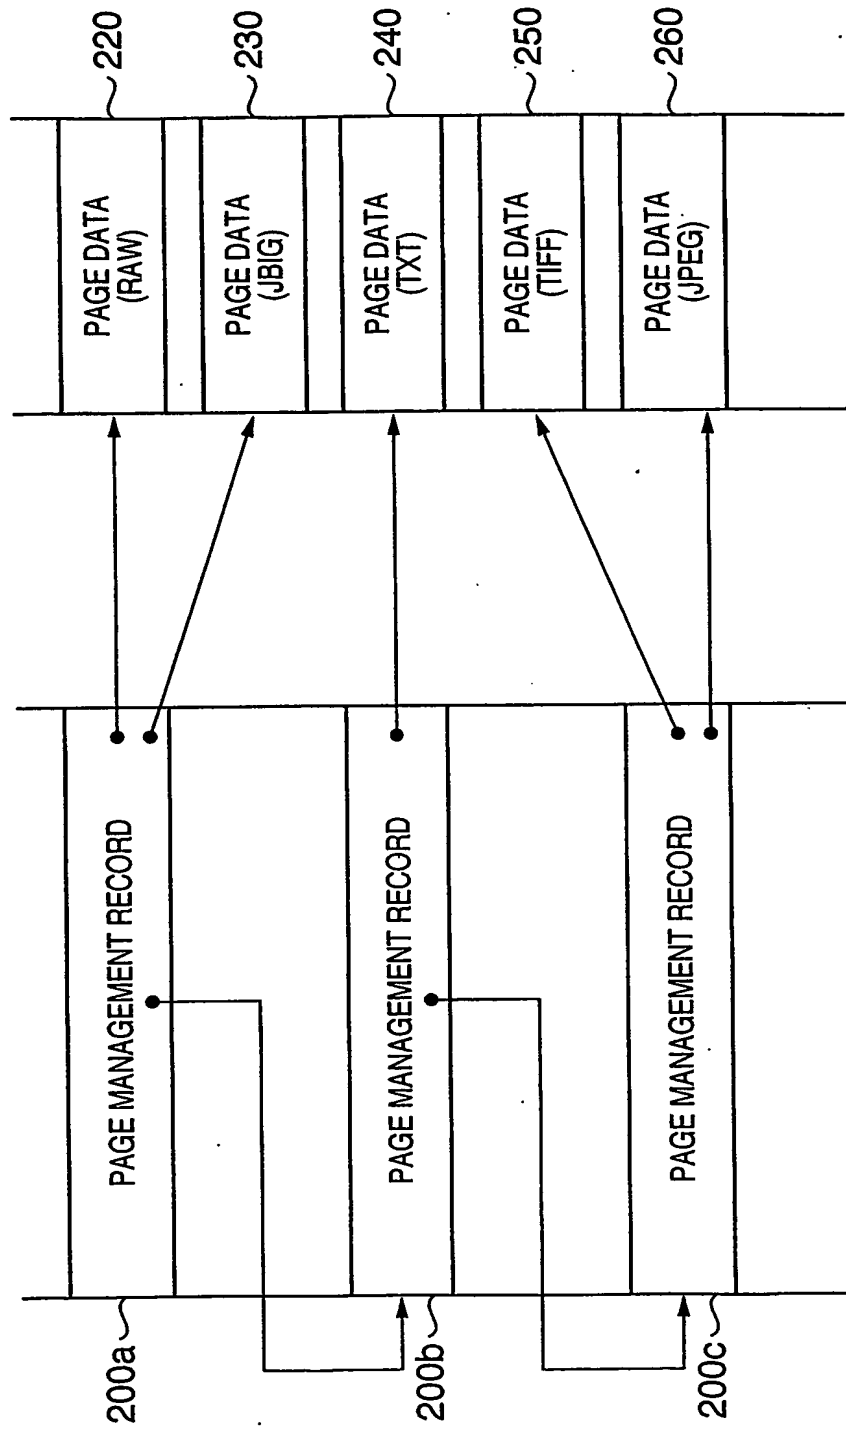 200a
PAGE MANAGEMENT RECORD
200b
PAGE MANAGEMENT RECORD
200c
PAGE MANAGEMENT RECORD
PAGE DATA
(RAW)
220
PAGE DATA
(JBIG)
230
PAGE DATA
(TXT)
240
PAGE DATA
(TIFF)
250
PAGE DATA
(JPEG)
260